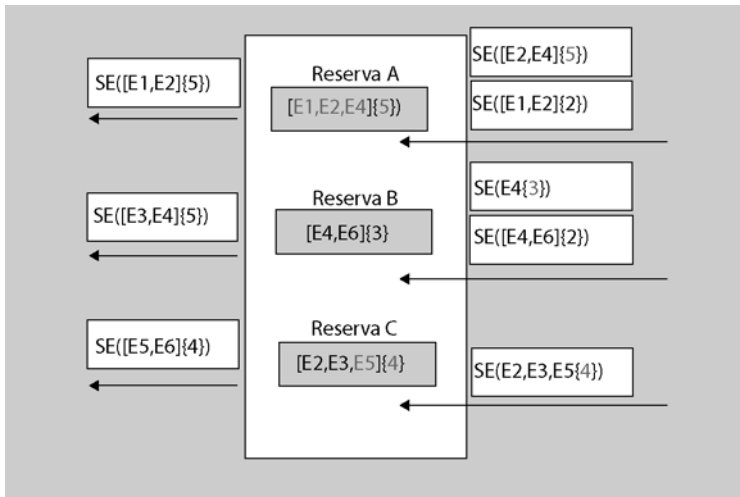 SE([E1,E2]{5})
SE([E3,E4]{5})
SE([E5,E6]{4})
Reserva A
[E1,E2,E4]{5})
Reserva B
[E4,E6]{3}
Reserva C
[E2,E3,E5]{4}
SE([E2,E4]{5})
SE([E1,E2]{2})
SE(E4{3})
SE([E4,E6]{2})
SE(E2,E3,E5{4})